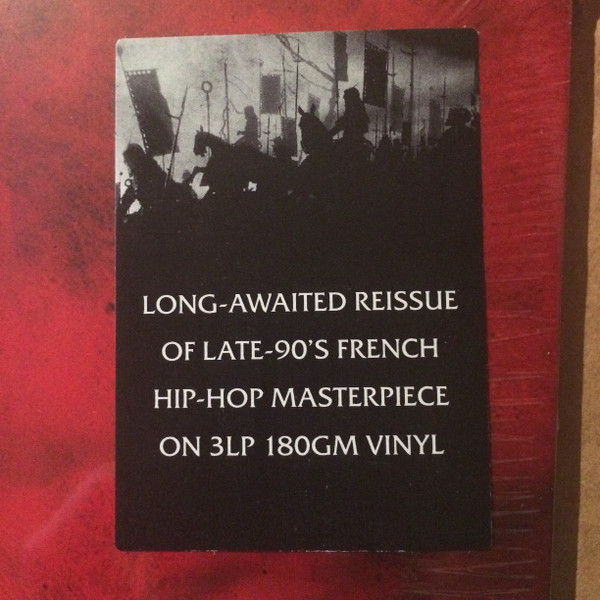 LONG-AWAITED REISSUE
OF LATE-90'S FRENCH
HIP-HOP MASTERPIECE
ON 3LP 180GM VINYL